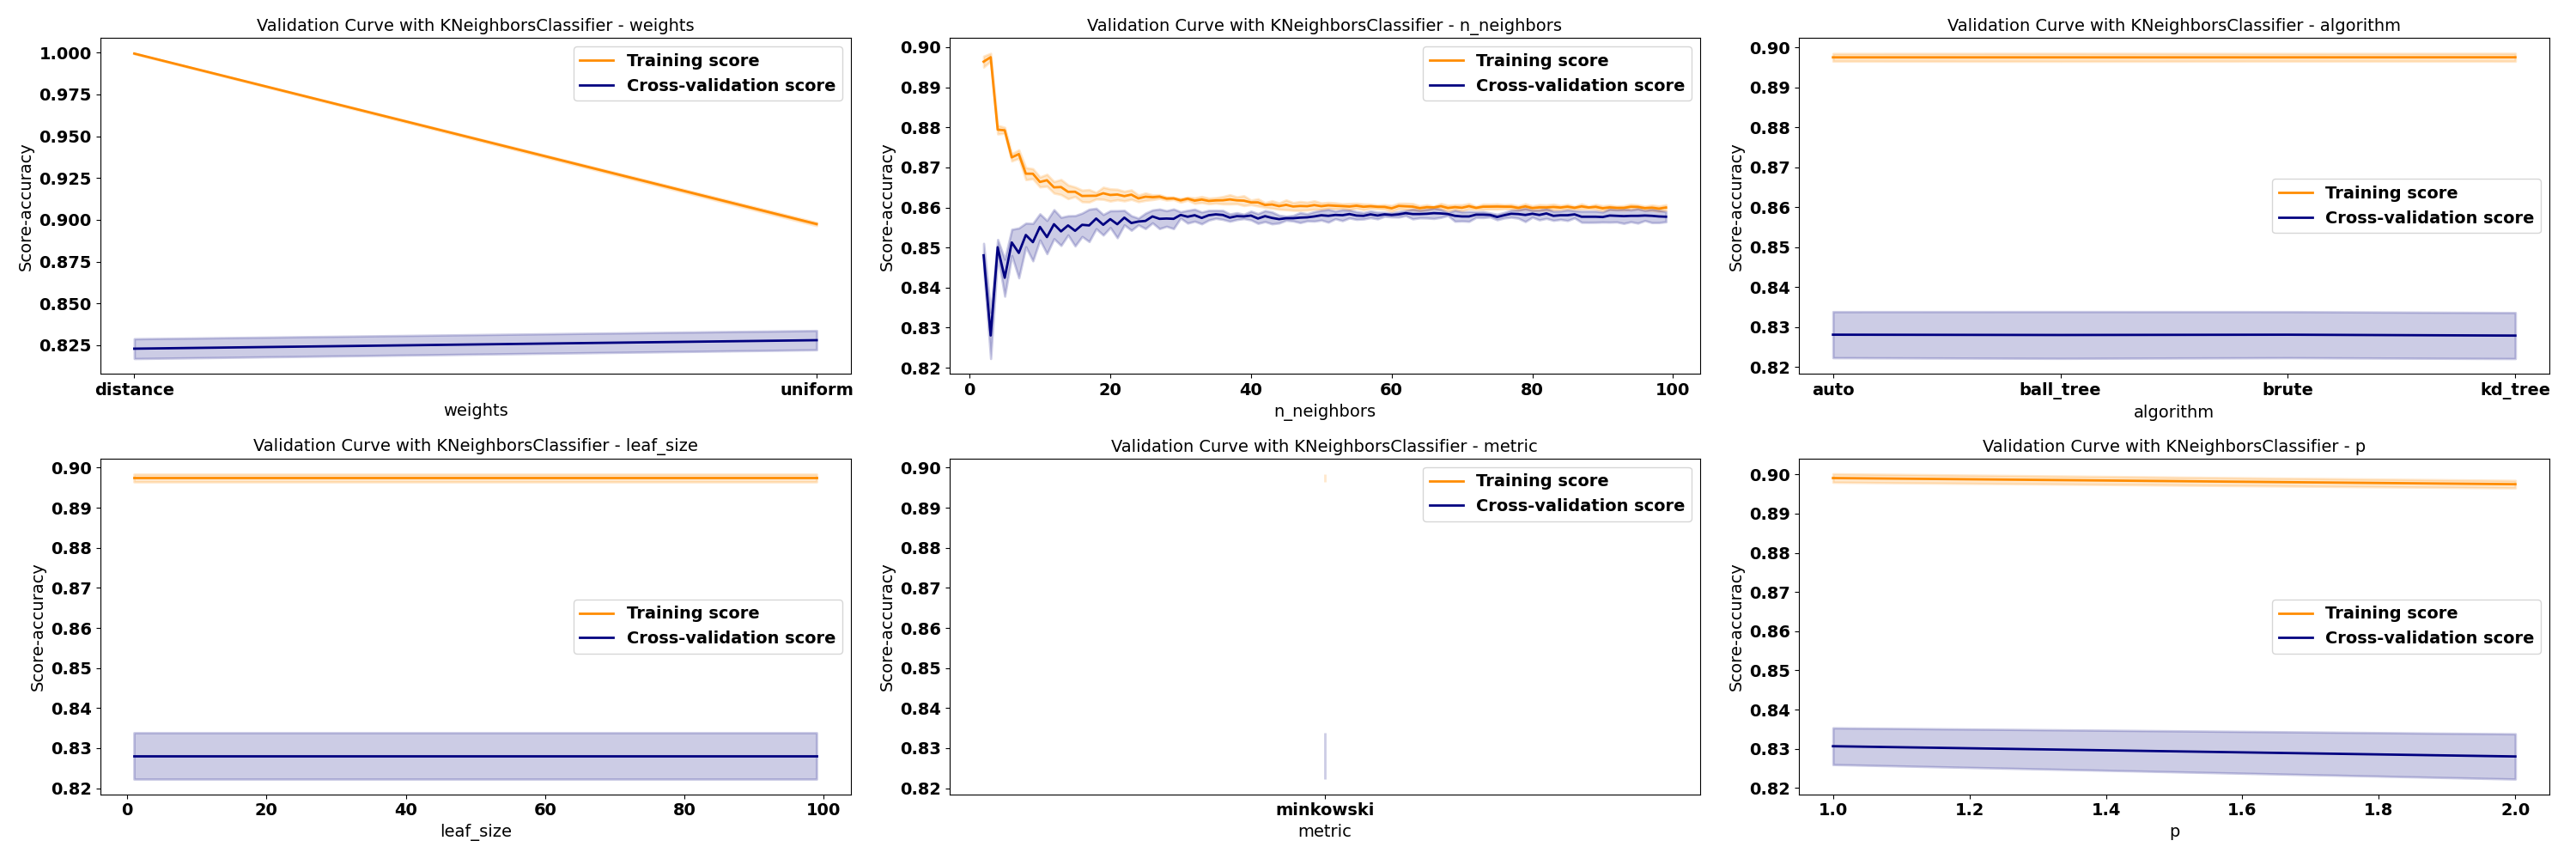 Validation Curve with KNeighborsClassifier - weights
Score-accuracy
1.000
0.975
0.950
0.925
0.900
0.875
0.850
0.825
Training score
Cross-validation score
distance
uniform
weights
Validation Curve with KNeighborsClassifier - n_neighbors
Score-accuracy
0.90
0.89
0.88
0.87
0.86
0.85
0.84
0.83
0.82
Training score
Cross-validation score
0 20 40 60 80 100
n_neighbors
Validation Curve with KNeighborsClassifier - algorithm
Score-accuracy
0.90
0.89
0.88
0.87
0.86
0.85
0.84
0.83
0.82
Training score
Cross-validation score
auto ball_tree brute kd_tree
algorithm
Validation Curve with KNeighborsClassifier - leaf_size
Score-accuracy
0.90
0.89
0.88
0.87
0.86
0.85
0.84
0.83
0.82
Training score
Cross-validation score
0 20 40 60 80 100
leaf_size
Validation Curve with KNeighborsClassifier - metric
Score-accuracy
0.90
0.89
0.88
0.87
0.86
0.85
0.84
0.83
0.82
Training score
Cross-validation score
minkowski
metric
Validation Curve with KNeighborsClassifier - p
Score-accuracy
0.90
0.89
0.88
0.87
0.86
0.85
0.84
0.83
0.82
Training score
Cross-validation score
1.0 1.2 1.4 1.6 1.8 2.0
p